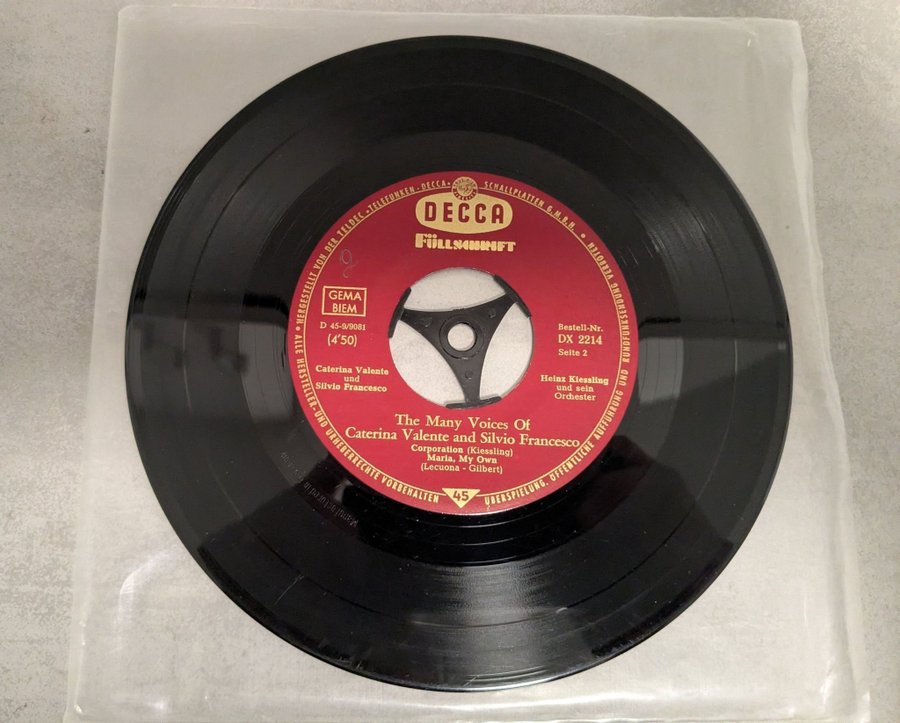 • HERGESTELLT VON DER TELDEC »TELEFUNKEN - DECCA« SCHALLPLATTEN G.M.B.H. •
DECCA
FÜLLSCHRIFT
GEMA
BIEM
D 45-9/9081
(4'50)
Bestell-Nr.
DX 2214
Seite 2
Caterina Valente
und
Silvio Francesco
Heinz Kiessling
und sein
Orchester
The Many Voices Of
Caterina Valente and Silvio Francesco
Corporation (Kiessling)
Maria, My Own
(Lecuona - Gilbert)
• ALLE HERSTELLER-UND URHEBERRECHTE VORBEHALTEN
45
ÜBERSPIELUNG, ÖFFENTLICHE AUFFÜHRUNG UND RUNDFUNKSENDUNG VERBOTEN